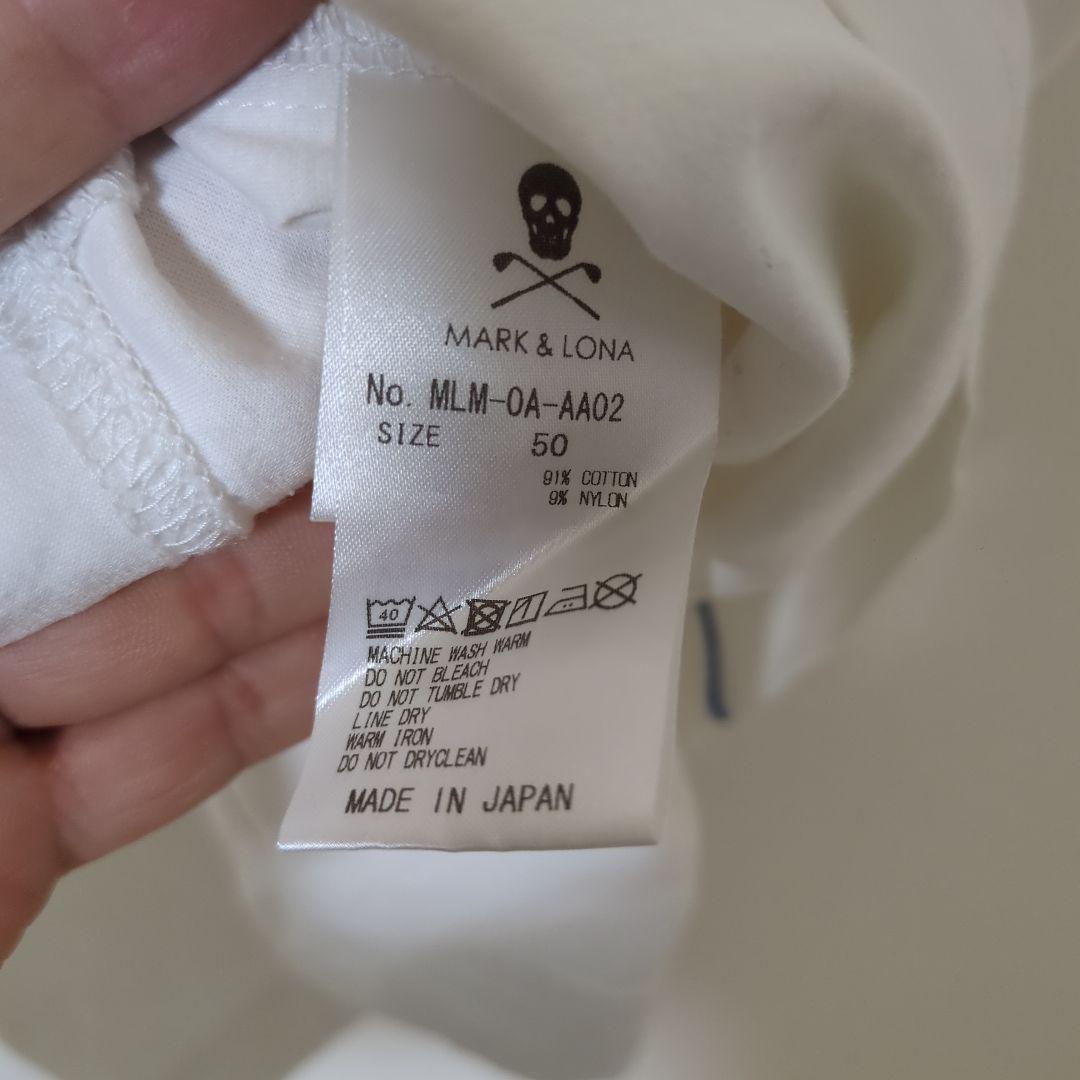 MARK & LONA
No. MLM-0A-AA02
SIZE 50
91% COTTON
9% NYLON
40
MACHINE WASH WARM
DO NOT BLEACH
DO NOT TUMBLE DRY
LINE DRY
WARM IRON
DO NOT DRYCLEAN
MADE IN JAPAN